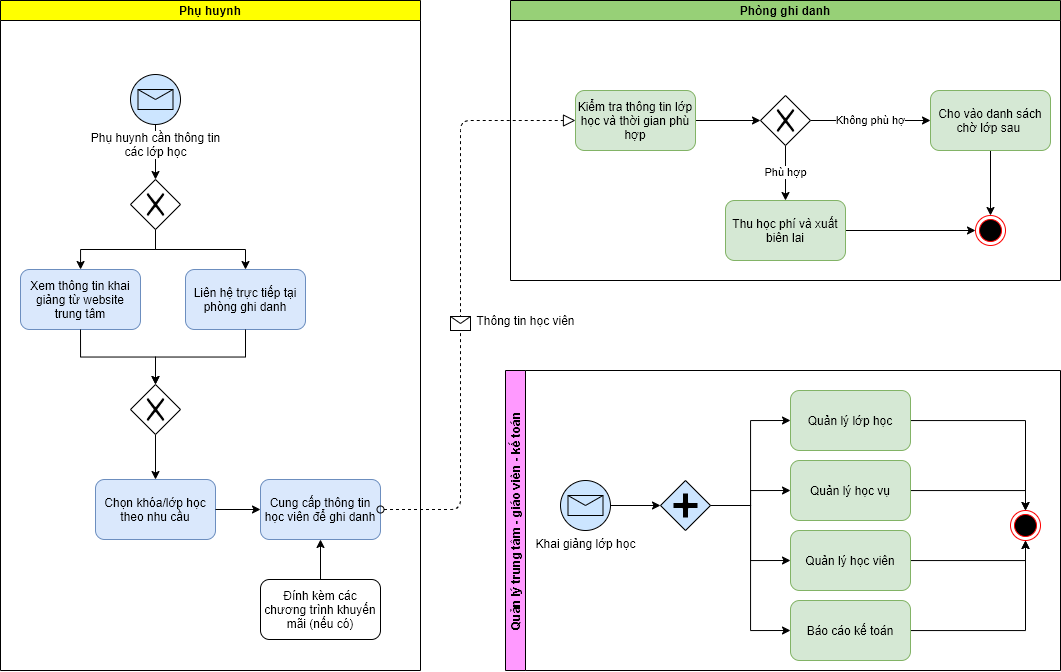 Phụ huynh
Phụ huynh cần thông tin
các lớp học
Xem thông tin khai
giảng từ website
trung tâm
Liên hệ trực tiếp tại
phòng ghi danh
Chọn khóa/lớp học
theo nhu cầu
Cung cấp thông tin
học viên để ghi danh
Đính kèm các
chương trình khuyến
mãi (nếu có)
Thông tin học viên
Phòng ghi danh
Kiểm tra thông tin lớp
học và thời gian phù
hợp
Không phù hợ
Cho vào danh sách
chờ lớp sau
Phù hợp
Thu học phí và xuất
biên lai
Quản lý trung tâm - giáo viên - kế toán
Khai giảng lớp học
Quản lý lớp học
Quản lý học vụ
Quản lý học viên
Báo cáo kế toán